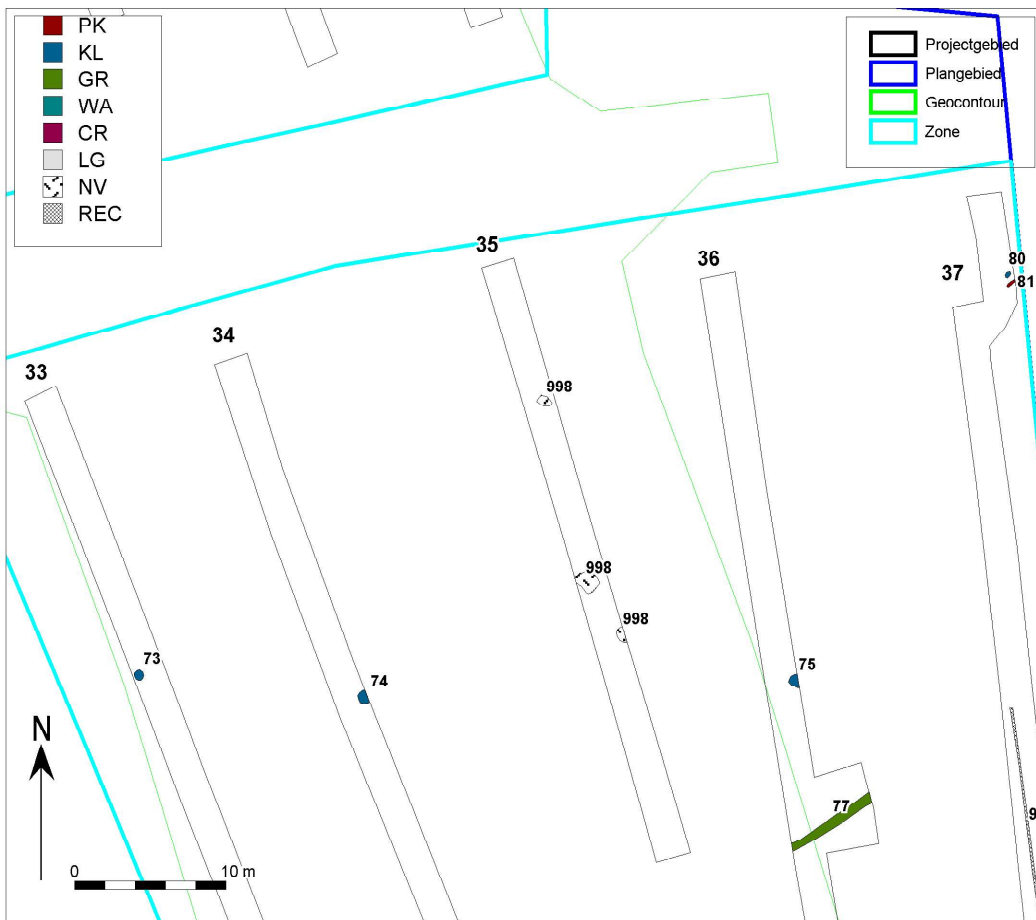 PK
KL
GR
WA
CR
LG
NV
REC
Projectgebied
Plangebied
Geocontour
Zone
35
36
37
80
81
34
33
998
998
998
73
74
75
77
9
N
0
10 m